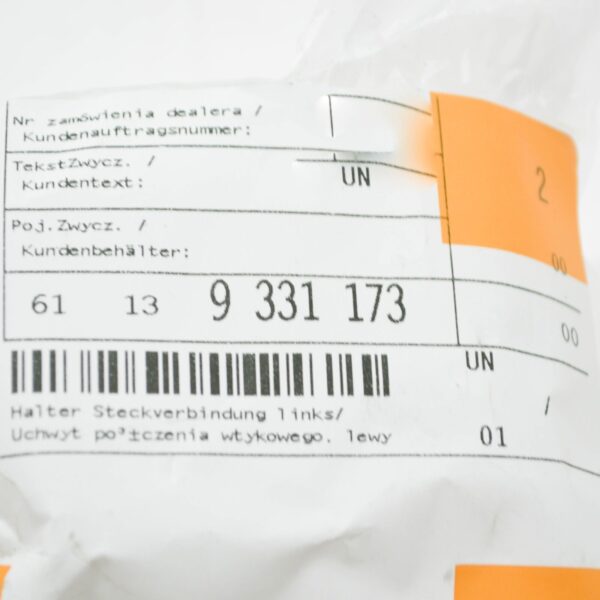 Nr zamówienia dealera /
Kundenauftragsnummer:
TekstZwycz. /
Kundentext:
UN
2
Poj.Zwycz. /
Kundenbehälter:
00
61 13 9 331 173
00
UN
Halter Steckverbindung links/
/
Uchwyt po³±czenia wtykowego. lewy
01